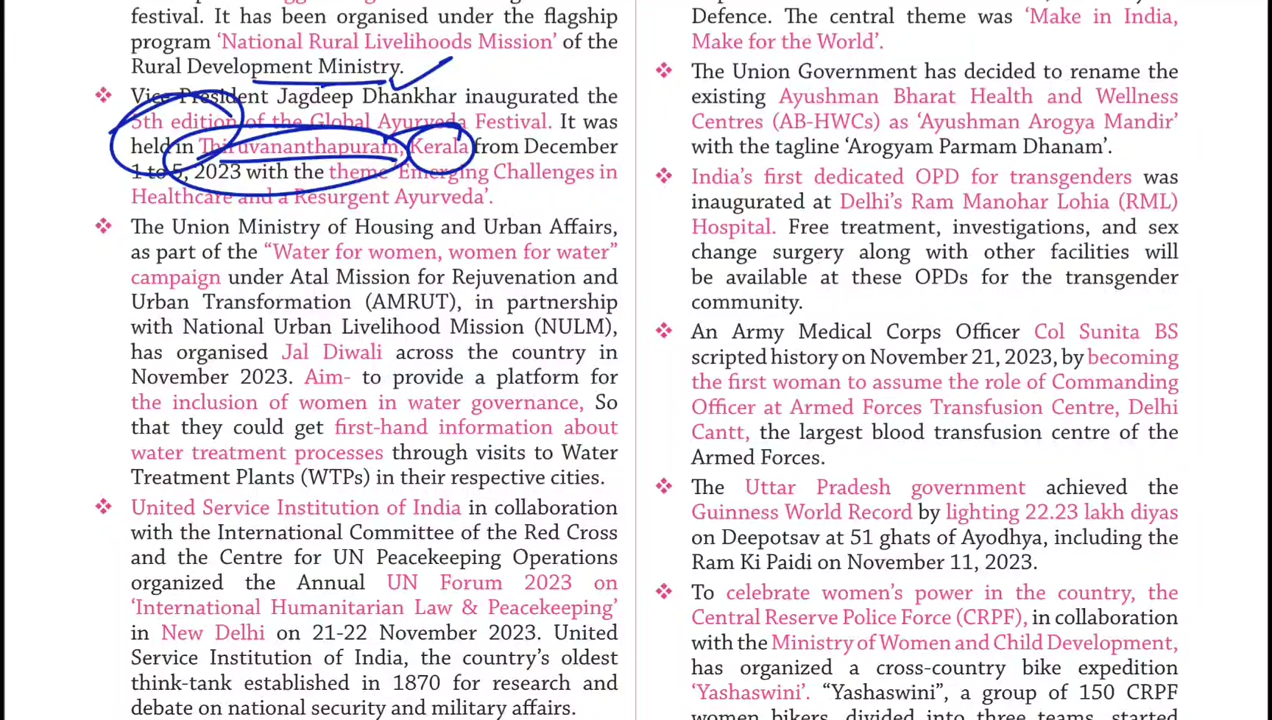 festival. It has been organised under the flagship
program 'National Rural Livelihoods Mission' of the
Rural Development Ministry.
❖ Vice President Jagdeep Dhankhar inaugurated the
5th edition of the Global Ayurveda Festival. It was
held in Thiruvananthapuram, Kerala from December
1 to 5, 2023 with the theme 'Emerging Challenges in
Healthcare and a Resurgent Ayurveda'.
❖ The Union Ministry of Housing and Urban Affairs,
as part of the “Water for women, women for water”
campaign under Atal Mission for Rejuvenation and
Urban Transformation (AMRUT), in partnership
with National Urban Livelihood Mission (NULM),
has organised Jal Diwali across the country in
November 2023. Aim- to provide a platform for
the inclusion of women in water governance, So
that they could get first-hand information about
water treatment processes through visits to Water
Treatment Plants (WTPs) in their respective cities.
❖ United Service Institution of India in collaboration
with the International Committee of the Red Cross
and the Centre for UN Peacekeeping Operations
organized the Annual UN Forum 2023 on
'International Humanitarian Law & Peacekeeping'
in New Delhi on 21-22 November 2023. United
Service Institution of India, the country's oldest
think-tank established in 1870 for research and
debate on national security and military affairs.
Defence. The central theme was 'Make in India,
Make for the World'.
❖ The Union Government has decided to rename the
existing Ayushman Bharat Health and Wellness
Centres (AB-HWCs) as 'Ayushman Arogya Mandir'
with the tagline 'Arogyam Parmam Dhanam'.
❖ India's first dedicated OPD for transgenders was
inaugurated at Delhi's Ram Manohar Lohia (RML)
Hospital. Free treatment, investigations, and sex
change surgery along with other facilities will
be available at these OPDs for the transgender
community.
❖ An Army Medical Corps Officer Col Sunita BS
scripted history on November 21, 2023, by becoming
the first woman to assume the role of Commanding
Officer at Armed Forces Transfusion Centre, Delhi
Cantt, the largest blood transfusion centre of the
Armed Forces.
❖ The Uttar Pradesh government achieved the
Guinness World Record by lighting 22.23 lakh diyas
on Deepotsav at 51 ghats of Ayodhya, including the
Ram Ki Paidi on November 11, 2023.
❖ To celebrate women's power in the country, the
Central Reserve Police Force (CRPF), in collaboration
with the Ministry of Women and Child Development,
has organized a cross-country bike expedition
'Yashaswini'. “Yashaswini”, a group of 150 CRPF
women bikers, divided into three teams, started